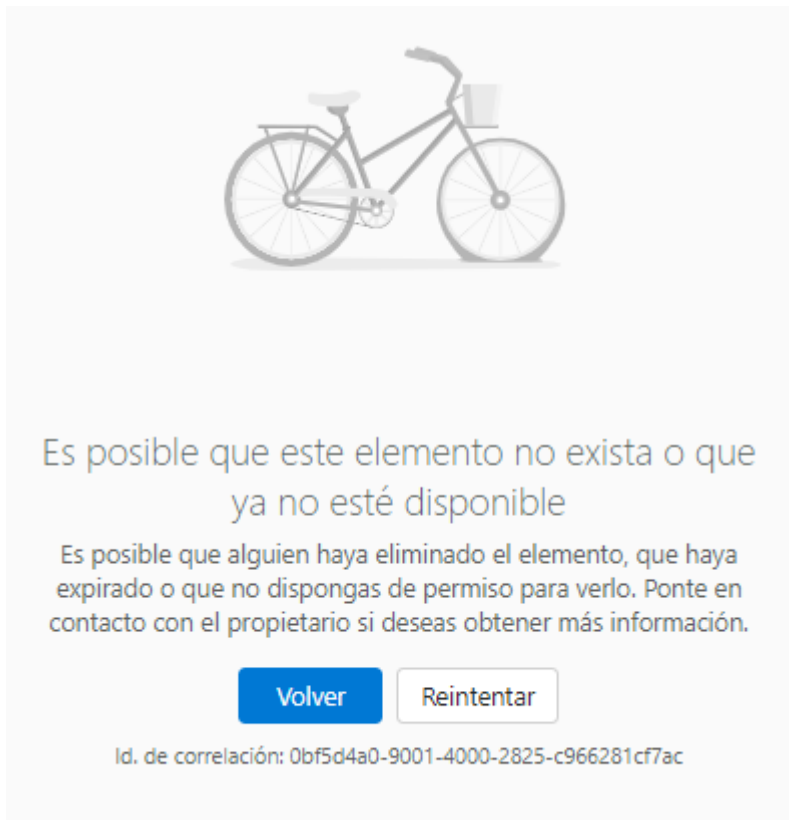 Es posible que este elemento no exista o que
ya no esté disponible
Es posible que alguien haya eliminado el elemento, que haya
expirado o que no dispongas de permiso para verlo. Ponte en
contacto con el propietario si deseas obtener más información.
Volver
Reintentar
Id. de correlación: 0bf5d4a0-9001-4000-2825-c966281cf7ac